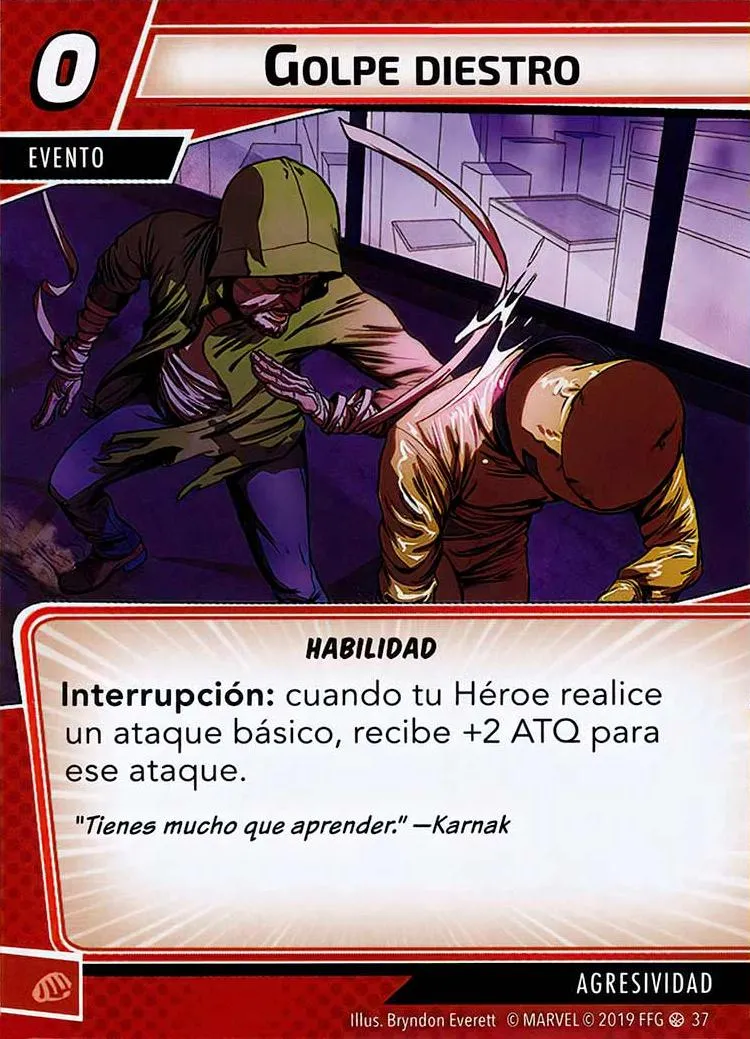 0
GOLPE DIESTRO
EVENTO
HABILIDAD
Interrupción: cuando tu Héroe realice
un ataque básico, recibe +2 ATQ para
ese ataque.
"Tienes mucho que aprender." —Karnak
AGRESIVIDAD
Illus. Bryndon Everett © MARVEL © 2019 FFG 37